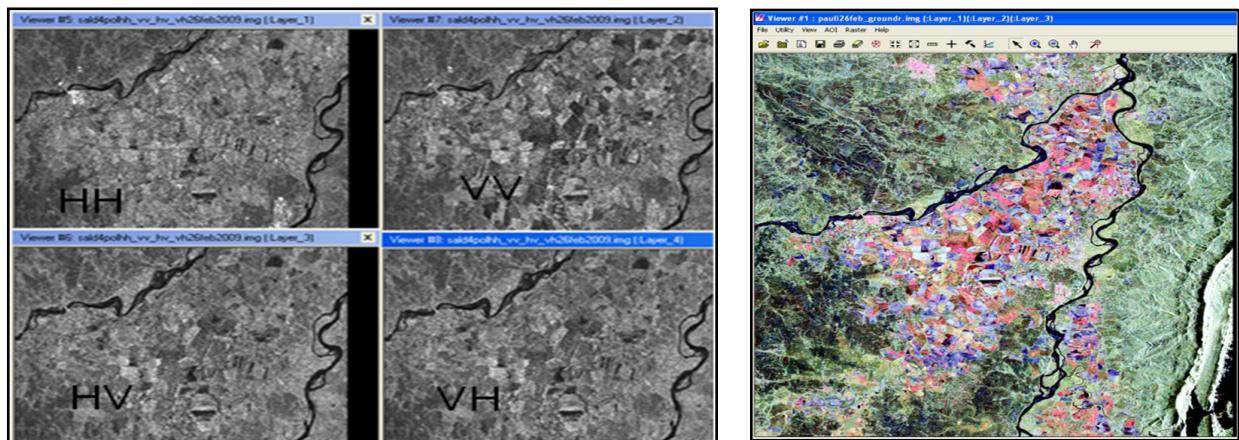 Viewer #5: sald4polhh_vv_hv_vh26feb2009.img (:Layer_1)
Viewer #7: sald4polhh_vv_hv_vh26feb2009.img (:Layer_2)
HH
VV
Viewer #6: sald4polhh_vv_hv_vh26feb2009.img (:Layer_3)
Viewer #8: sald4polhh_vv_hv_vh26feb2009.img (:Layer_4)
HV
VH
Viewer #1 : pauli26feb_groundr.img (:Layer_1)(:Layer_2)(:Layer_3)
File Utility View AOI Raster Help